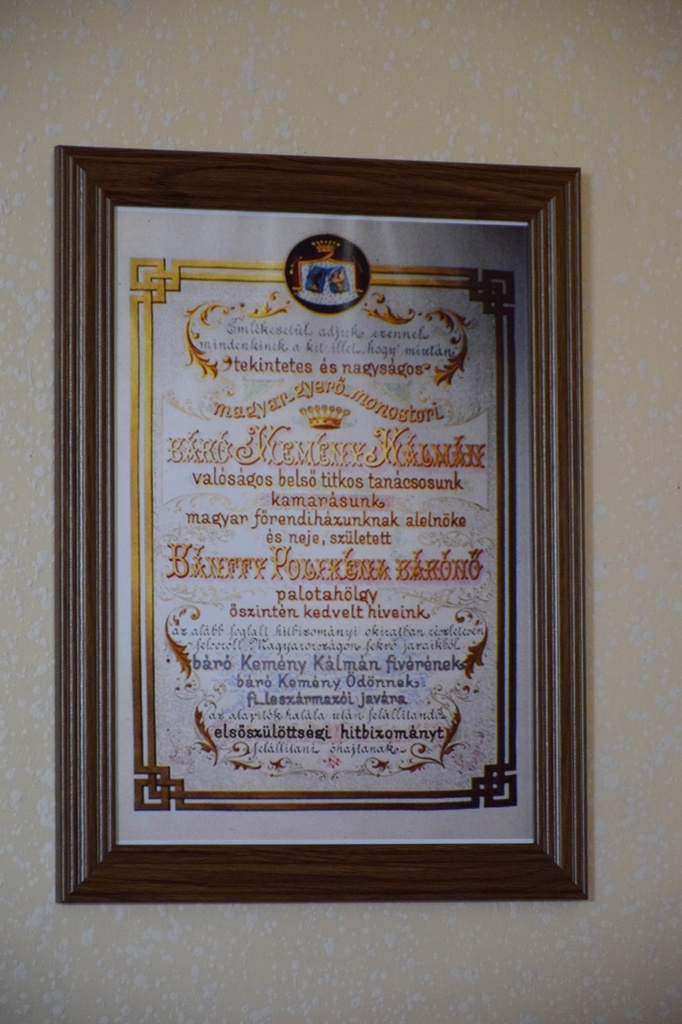 Emlékezetül adjuk ezennel
mindenkinek a kit illet, hogy miután
tekintetes és nagyságos
magyar-gyerő-monostori
BÁRÓ KEMÉNY KÁLMÁN
valóságos belső titkos tanácsosunk
kamarásunk
magyar főrendiházunknak alelnöke
és neje, született
BÁNFFY POLIXÉNA BÁRÓNŐ
palotahölgy
őszintén kedvelt híveink
az alább foglalt hitbizományi okiratban részletesen
felsoroll Magyarországon fekvő javaikból
báró Kemény Kálmán fivérének
báró Kemény Ödönnek
fi leszármazói javára
az alapítók halála után felállítandó
elsőszülöttségi hitbizományt
felállítani óhajtanak